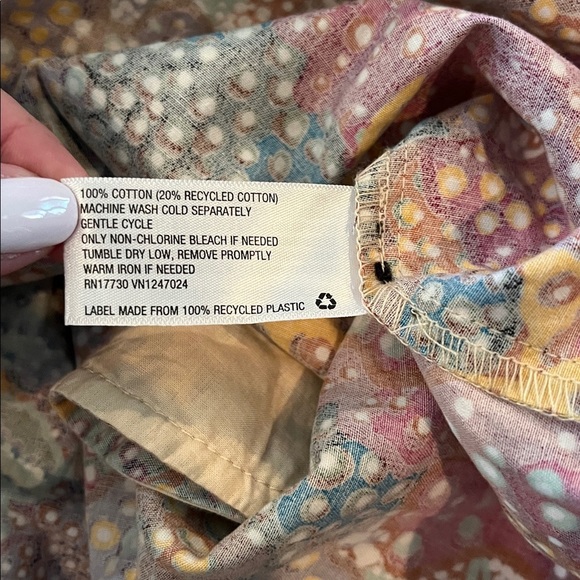 100% COTTON (20% RECYCLED COTTON)
MACHINE WASH COLD SEPARATELY
GENTLE CYCLE
ONLY NON-CHLORINE BLEACH IF NEEDED
TUMBLE DRY LOW, REMOVE PROMPTLY
WARM IRON IF NEEDED
RN17730 VN1247024
LABEL MADE FROM 100% RECYCLED PLASTIC